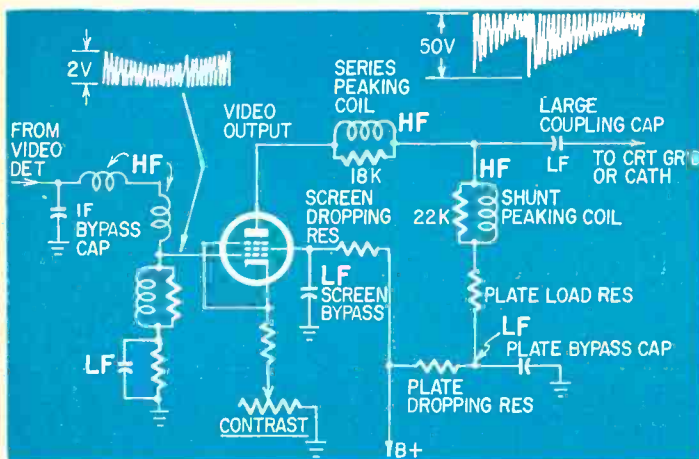 2V
50V
SERIES
PEAKING
COIL
HF
VIDEO
OUTPUT
LARGE
COUPLING CAP
FROM
VIDEO
DET
HF
18K
HF
LF
TO CRT GRID
OR CATH
IF
BYPASS
CAP
SCREEN
DROPPING
RES
22K
SHUNT
PEAKING COIL
LF
SCREEN
BYPASS
PLATE LOAD RES
LF
LF
PLATE BYPASS CAP
PLATE
DROPPING RES
CONTRAST
B+